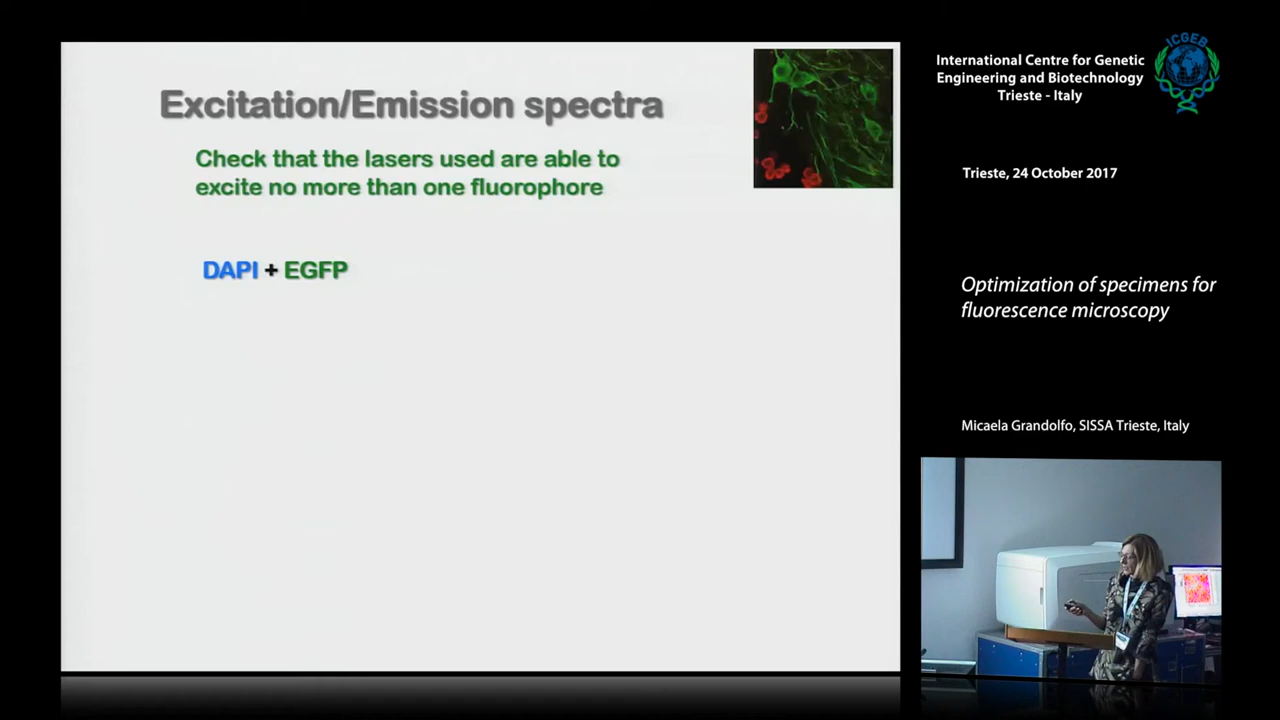 Excitation/Emission spectra
Check that the lasers used are able to
excite no more than one fluorophore
DAPI + EGFP
International Centre for Genetic
Engineering and Biotechnology
Trieste - Italy
ICGEB
Trieste, 24 October 2017
Optimization of specimens for
fluorescence microscopy
Micaela Grandolfo, SISSA Trieste, Italy